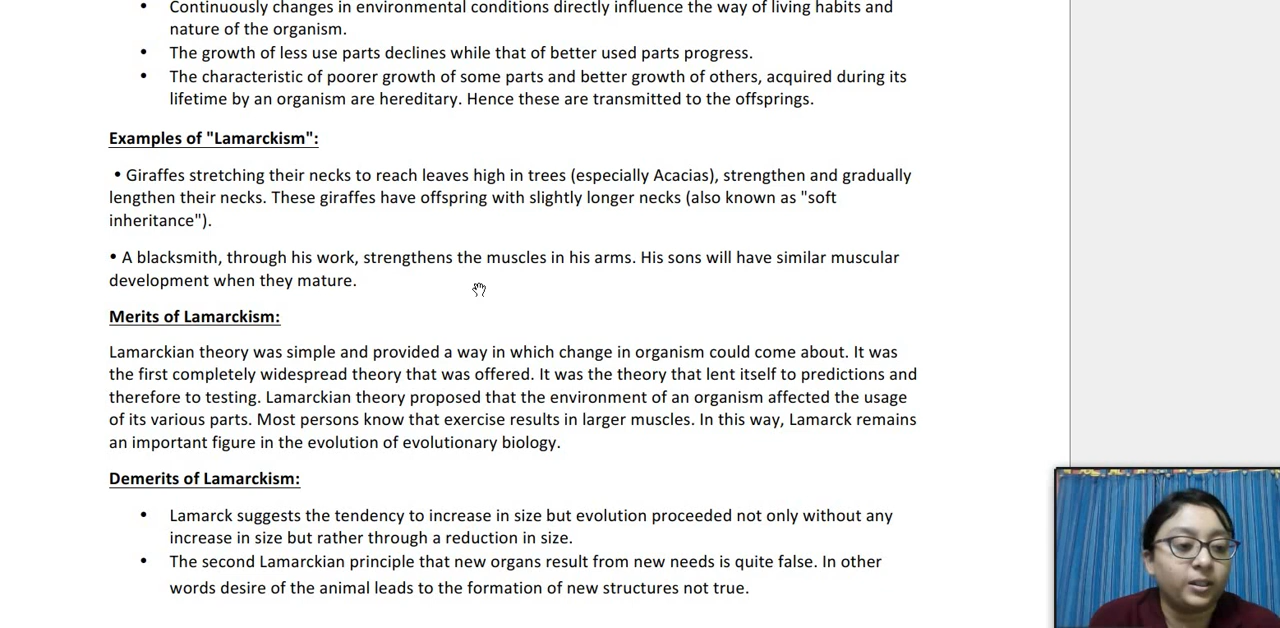 • Continuously changes in environmental conditions directly influence the way of living habits and
nature of the organism.
• The growth of less use parts declines while that of better used parts progress.
• The characteristic of poorer growth of some parts and better growth of others, acquired during its
lifetime by an organism are hereditary. Hence these are transmitted to the offsprings.
Examples of "Lamarckism":
• Giraffes stretching their necks to reach leaves high in trees (especially Acacias), strengthen and gradually
lengthen their necks. These giraffes have offspring with slightly longer necks (also known as "soft
inheritance").
• A blacksmith, through his work, strengthens the muscles in his arms. His sons will have similar muscular
development when they mature.
Merits of Lamarckism:
Lamarckian theory was simple and provided a way in which change in organism could come about. It was
the first completely widespread theory that was offered. It was the theory that lent itself to predictions and
therefore to testing. Lamarckian theory proposed that the environment of an organism affected the usage
of its various parts. Most persons know that exercise results in larger muscles. In this way, Lamarck remains
an important figure in the evolution of evolutionary biology.
Demerits of Lamarckism:
• Lamarck suggests the tendency to increase in size but evolution proceeded not only without any
increase in size but rather through a reduction in size.
• The second Lamarckian principle that new organs result from new needs is quite false. In other
words desire of the animal leads to the formation of new structures not true.